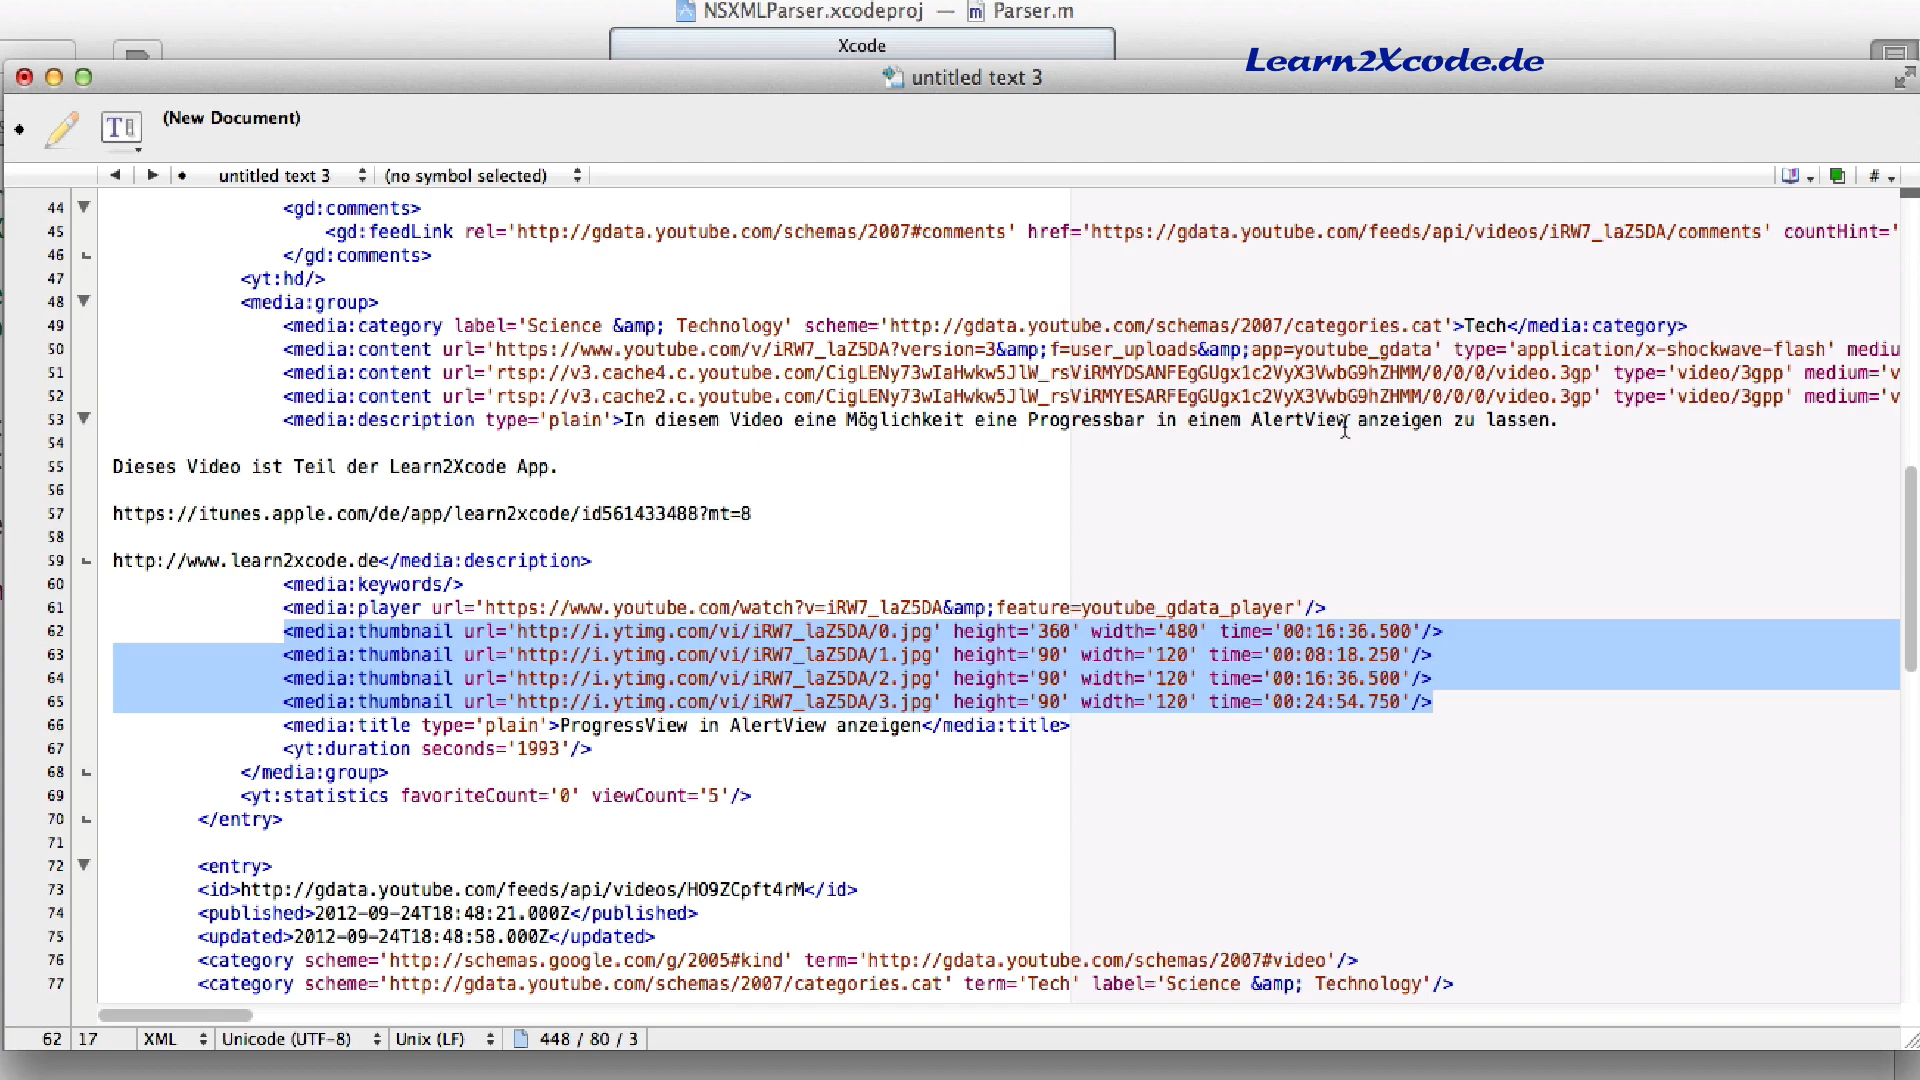 NSXMLParser.xcodeproj — Parser.m
Xcode
Learn2Xcode.de
untitled text 3
(New Document)
untitled text 3 (no symbol selected) #
44 <gd:comments>
45 <gd:feedLink rel='http://gdata.youtube.com/schemas/2007#comments' href='https://gdata.youtube.com/feeds/api/videos/iRW7_laZ5DA/comments' countHint='
46 </gd:comments>
47 <yt:hd/>
48 <media:group>
49 <media:category label='Science &amp; Technology' scheme='http://gdata.youtube.com/schemas/2007/categories.cat'>Tech</media:category>
50 <media:content url='https://www.youtube.com/v/iRW7_laZ5DA?version=3&amp;f=user_uploads&amp;app=youtube_gdata' type='application/x-shockwave-flash' mediu
51 <media:content url='rtsp://v3.cache4.c.youtube.com/CigLENy73wIaHwkw5JlW_rsViRMYDSANFEgGUgx1c2VyX3VwbG9hZHMM/0/0/0/video.3gp' type='video/3gpp' medium='v
52 <media:content url='rtsp://v3.cache2.c.youtube.com/CigLENy73wIaHwkw5JlW_rsViRMYESARFEgGUgx1c2VyX3VwbG9hZHMM/0/0/0/video.3gp' type='video/3gpp' medium='v
53 <media:description type='plain'>In diesem Video eine Möglichkeit eine Progressbar in einem AlertView anzeigen zu lassen.
54
55 Dieses Video ist Teil der Learn2Xcode App.
56
57 https://itunes.apple.com/de/app/learn2xcode/id561433488?mt=8
58
59 http://www.learn2xcode.de</media:description>
60 <media:keywords/>
61 <media:player url='https://www.youtube.com/watch?v=iRW7_laZ5DA&amp;feature=youtube_gdata_player'/>
62 <media:thumbnail url='http://i.ytimg.com/vi/iRW7_laZ5DA/0.jpg' height='360' width='480' time='00:16:36.500'/>
63 <media:thumbnail url='http://i.ytimg.com/vi/iRW7_laZ5DA/1.jpg' height='90' width='120' time='00:08:18.250'/>
64 <media:thumbnail url='http://i.ytimg.com/vi/iRW7_laZ5DA/2.jpg' height='90' width='120' time='00:16:36.500'/>
65 <media:thumbnail url='http://i.ytimg.com/vi/iRW7_laZ5DA/3.jpg' height='90' width='120' time='00:24:54.750'/>
66 <media:title type='plain'>ProgressView in AlertView anzeigen</media:title>
67 <yt:duration seconds='1993'/>
68 </media:group>
69 <yt:statistics favoriteCount='0' viewCount='5'/>
70 </entry>
71
72 <entry>
73 <id>http://gdata.youtube.com/feeds/api/videos/HO9ZCpft4rM</id>
74 <published>2012-09-24T18:48:21.000Z</published>
75 <updated>2012-09-24T18:48:58.000Z</updated>
76 <category scheme='http://schemas.google.com/g/2005#kind' term='http://gdata.youtube.com/schemas/2007#video'/>
77 <category scheme='http://gdata.youtube.com/schemas/2007/categories.cat' term='Tech' label='Science &amp; Technology'/>
62 17 XML Unicode (UTF-8) Unix (LF) 448 / 80 / 3